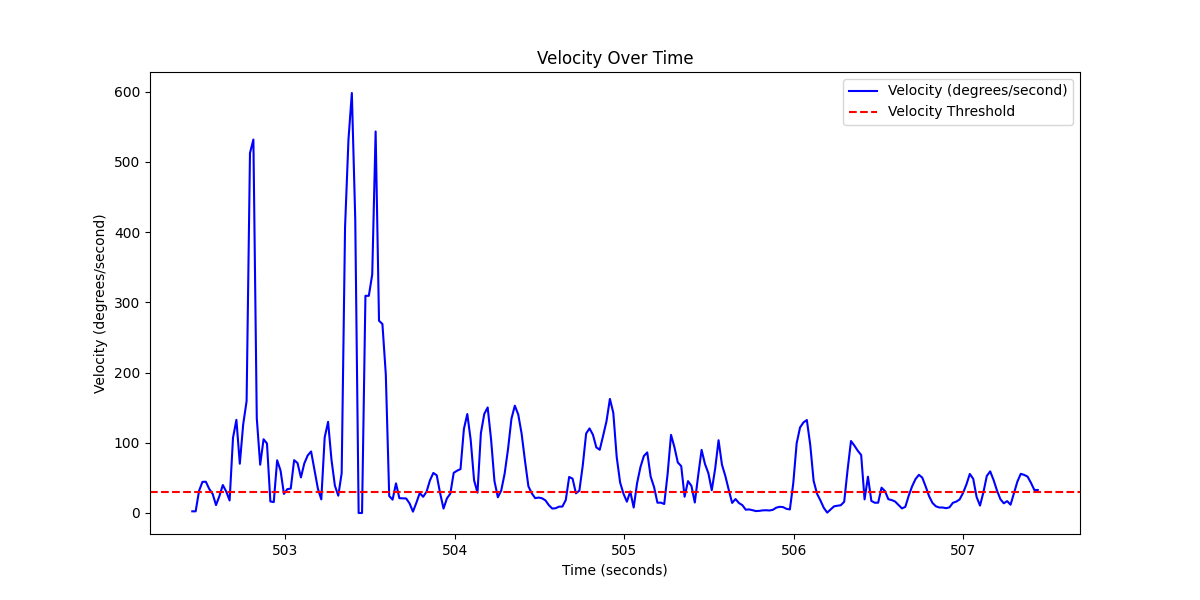 Velocity Over Time
Velocity (degrees/second)
Velocity Threshold
600
500
400
300
200
100
0
Velocity (degrees/second)
503
504
505
506
507
Time (seconds)